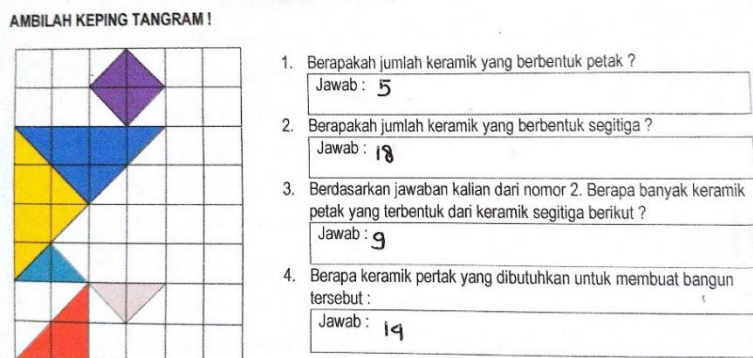 AMBILAH KEPING TANGRAM !
1. Berapakah jumlah keramik yang berbentuk petak ?
Jawab : 5
2. Berapakah jumlah keramik yang berbentuk segitiga ?
Jawab : 18
3. Berdasarkan jawaban kalian dari nomor 2. Berapa banyak keramik
petak yang terbentuk dari keramik segitiga berikut ?
Jawab : 9
4. Berapa keramik pertak yang dibutuhkan untuk membuat bangun
tersebut :
Jawab : 14